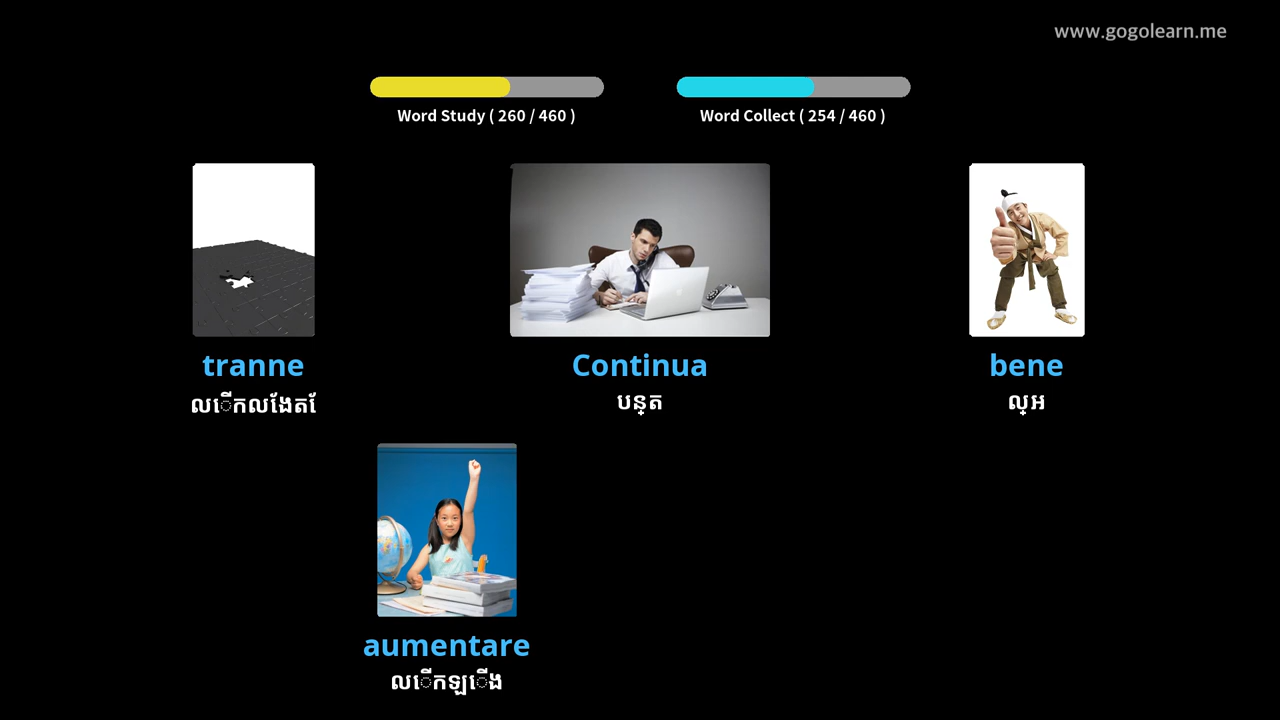 www.gogolearn.me
Word Study ( 260 / 460 )
Word Collect ( 254 / 460 )
tranne
Continua
bene
លើកលែងតែ
បន្ត
ល្អ
aumentare
លើកឡើង